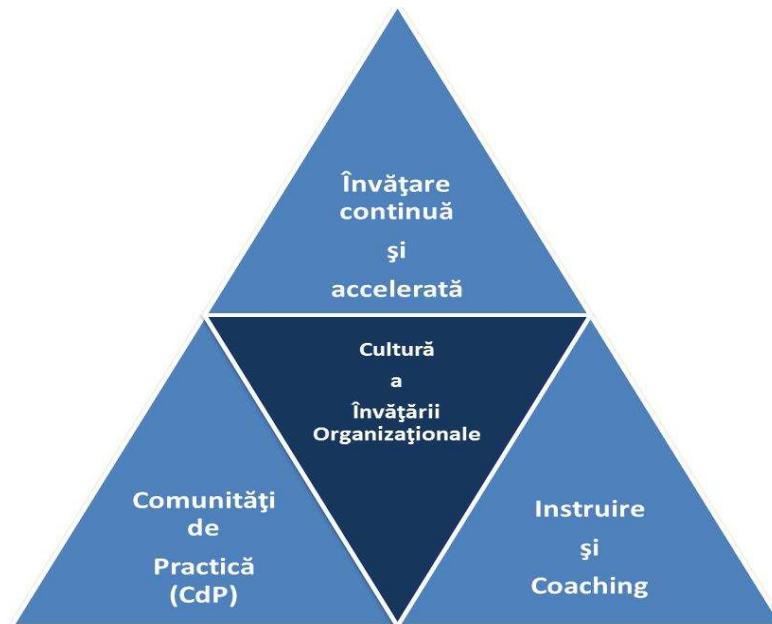 Învăţare
continuă
şi
accelerată
Cultură
a
Învăţării
Organizaţionale
Comunităţi
de
Practică
(CdP)
Instruire
şi
Coaching